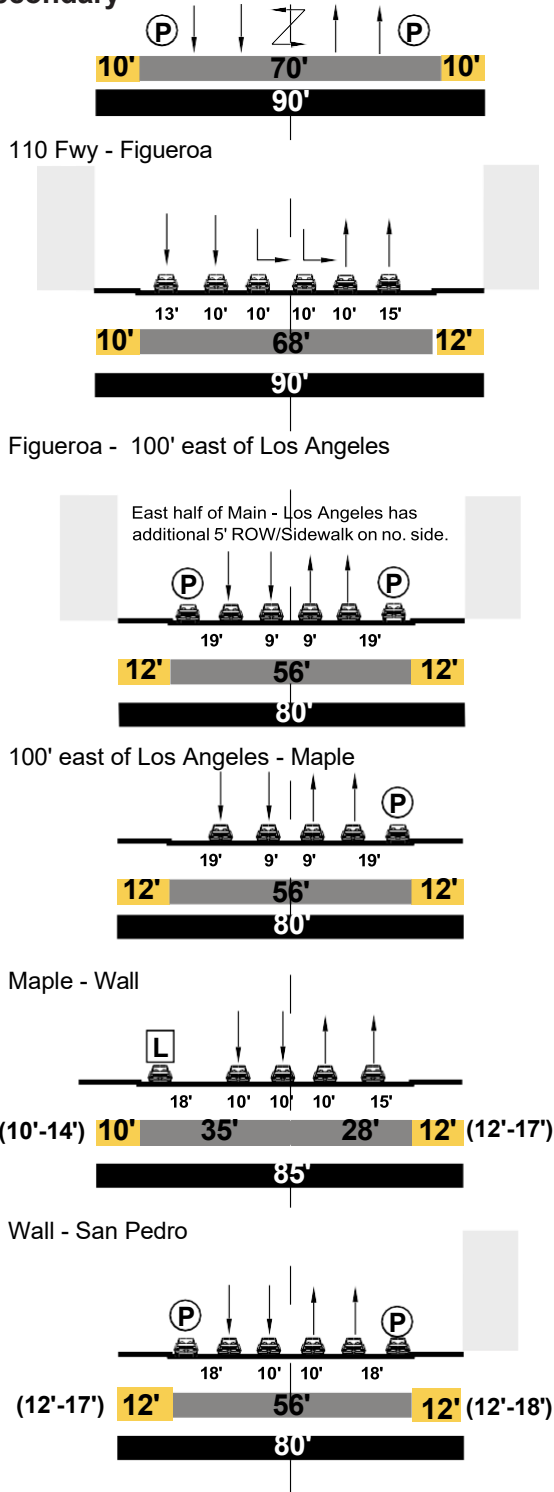 P P
10' 70' 10'
90'
110 Fwy - Figueroa
13' 10' 10' 10' 10' 15'
10' 68' 12'
90'
Figueroa - 100' east of Los Angeles
East half of Main - Los Angeles has
additional 5' ROW/Sidewalk on no. side.
P P
19' 9' 9' 19'
12' 56' 12'
80'
100' east of Los Angeles - Maple
P
19' 9' 9' 19'
12' 56' 12'
80'
Maple - Wall
L
18' 10' 10' 10' 15'
(10'-14') 10' 35' 28' 12' (12'-17')
85'
Wall - San Pedro
P P
18' 10' 10' 18'
(12'-17') 12' 56' 12' (12'-18')
80'